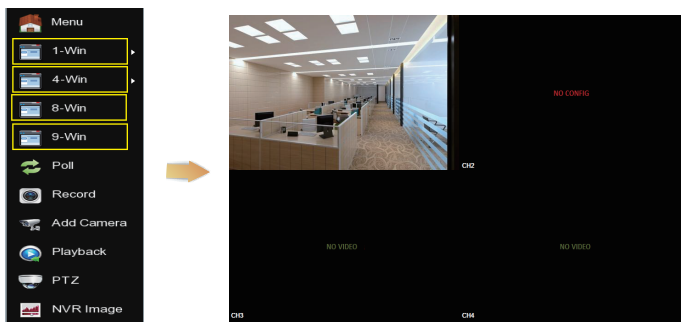 Menu
1-Win
4-Win
8-Win
9-Win
Poll
Record
Add Camera
Playback
PTZ
NVR Image
NO CONFIG
CH2
NO VIDEO
NO VIDEO
CH3
CH4